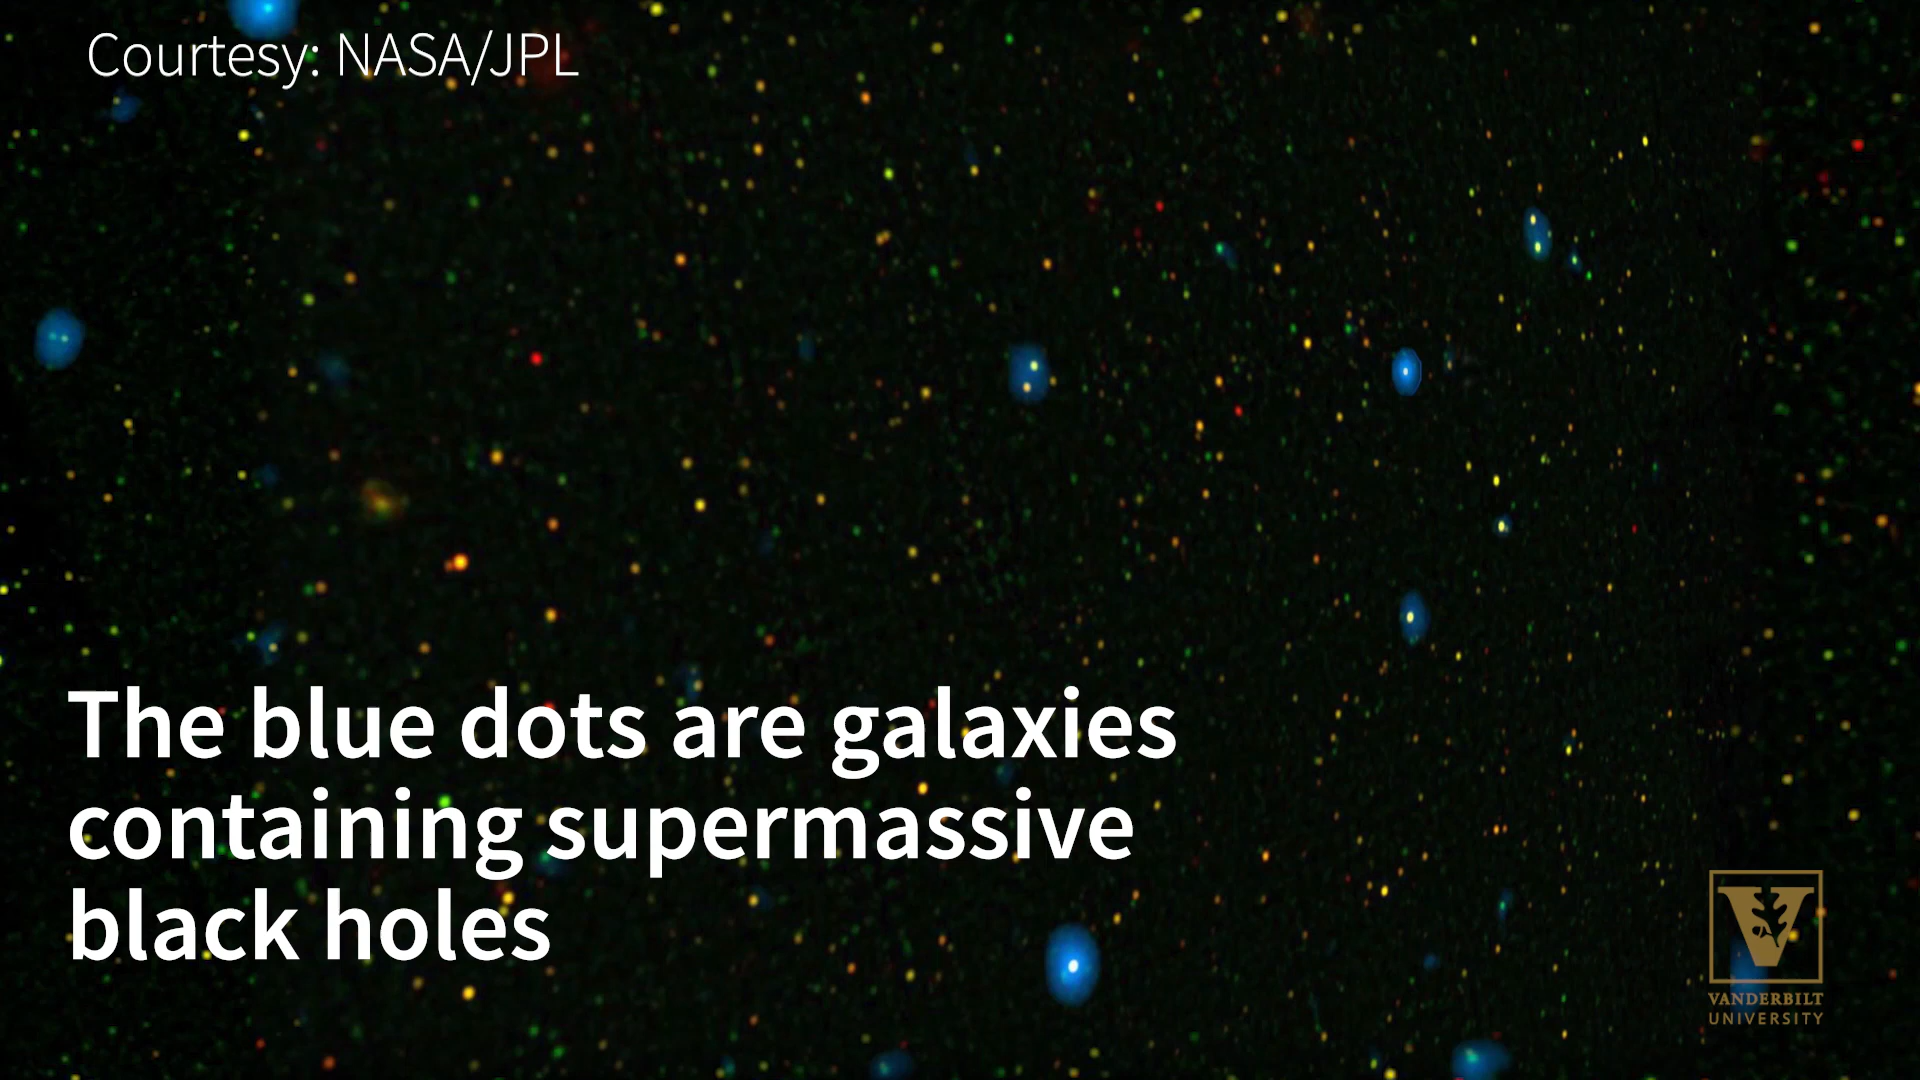 Courtesy: NASA/JPL
The blue dots are galaxies
containing supermassive
black holes
V
VANDERBILT
UNIVERSITY